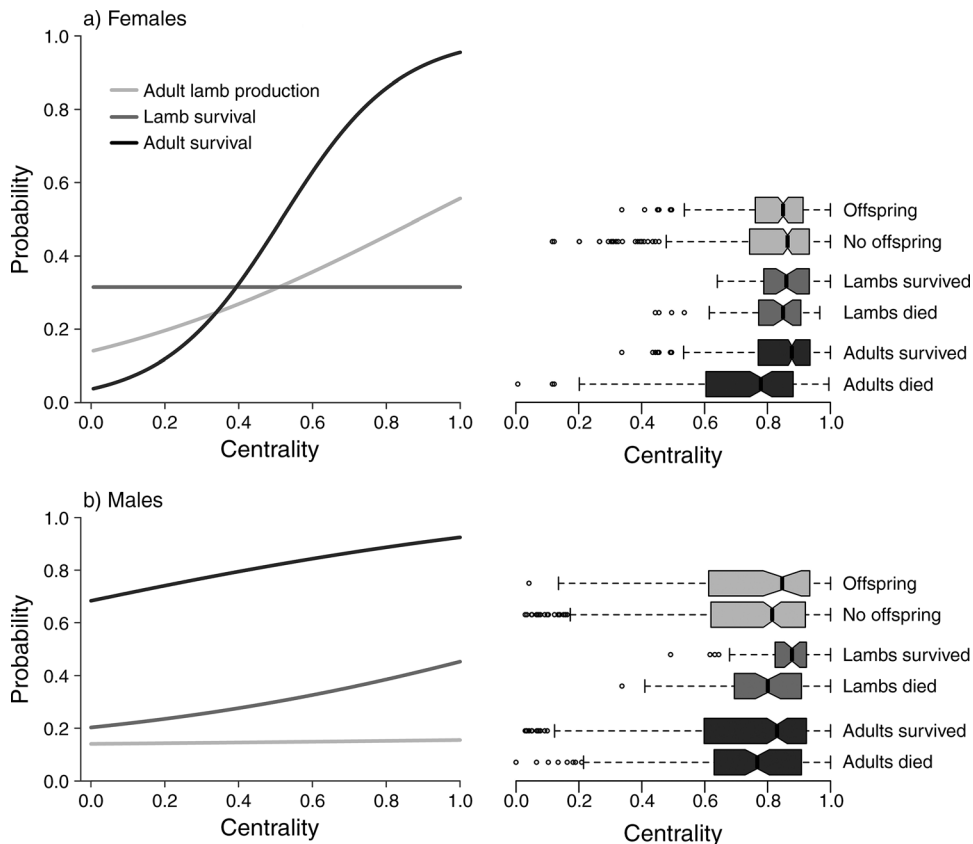 a) Females
1.0
0.8
0.6
0.4
0.2
0.0
Probability
Adult lamb production
Lamb survival
Adult survival
0.0 0.2 0.4 0.6 0.8 1.0
Centrality
Offspring
No offspring
Lambs survived
Lambs died
Adults survived
Adults died
0.0 0.2 0.4 0.6 0.8 1.0
Centrality
b) Males
1.0
0.8
0.6
0.4
0.2
0.0
Probability
0.0 0.2 0.4 0.6 0.8 1.0
Centrality
Offspring
No offspring
Lambs survived
Lambs died
Adults survived
Adults died
0.0 0.2 0.4 0.6 0.8 1.0
Centrality